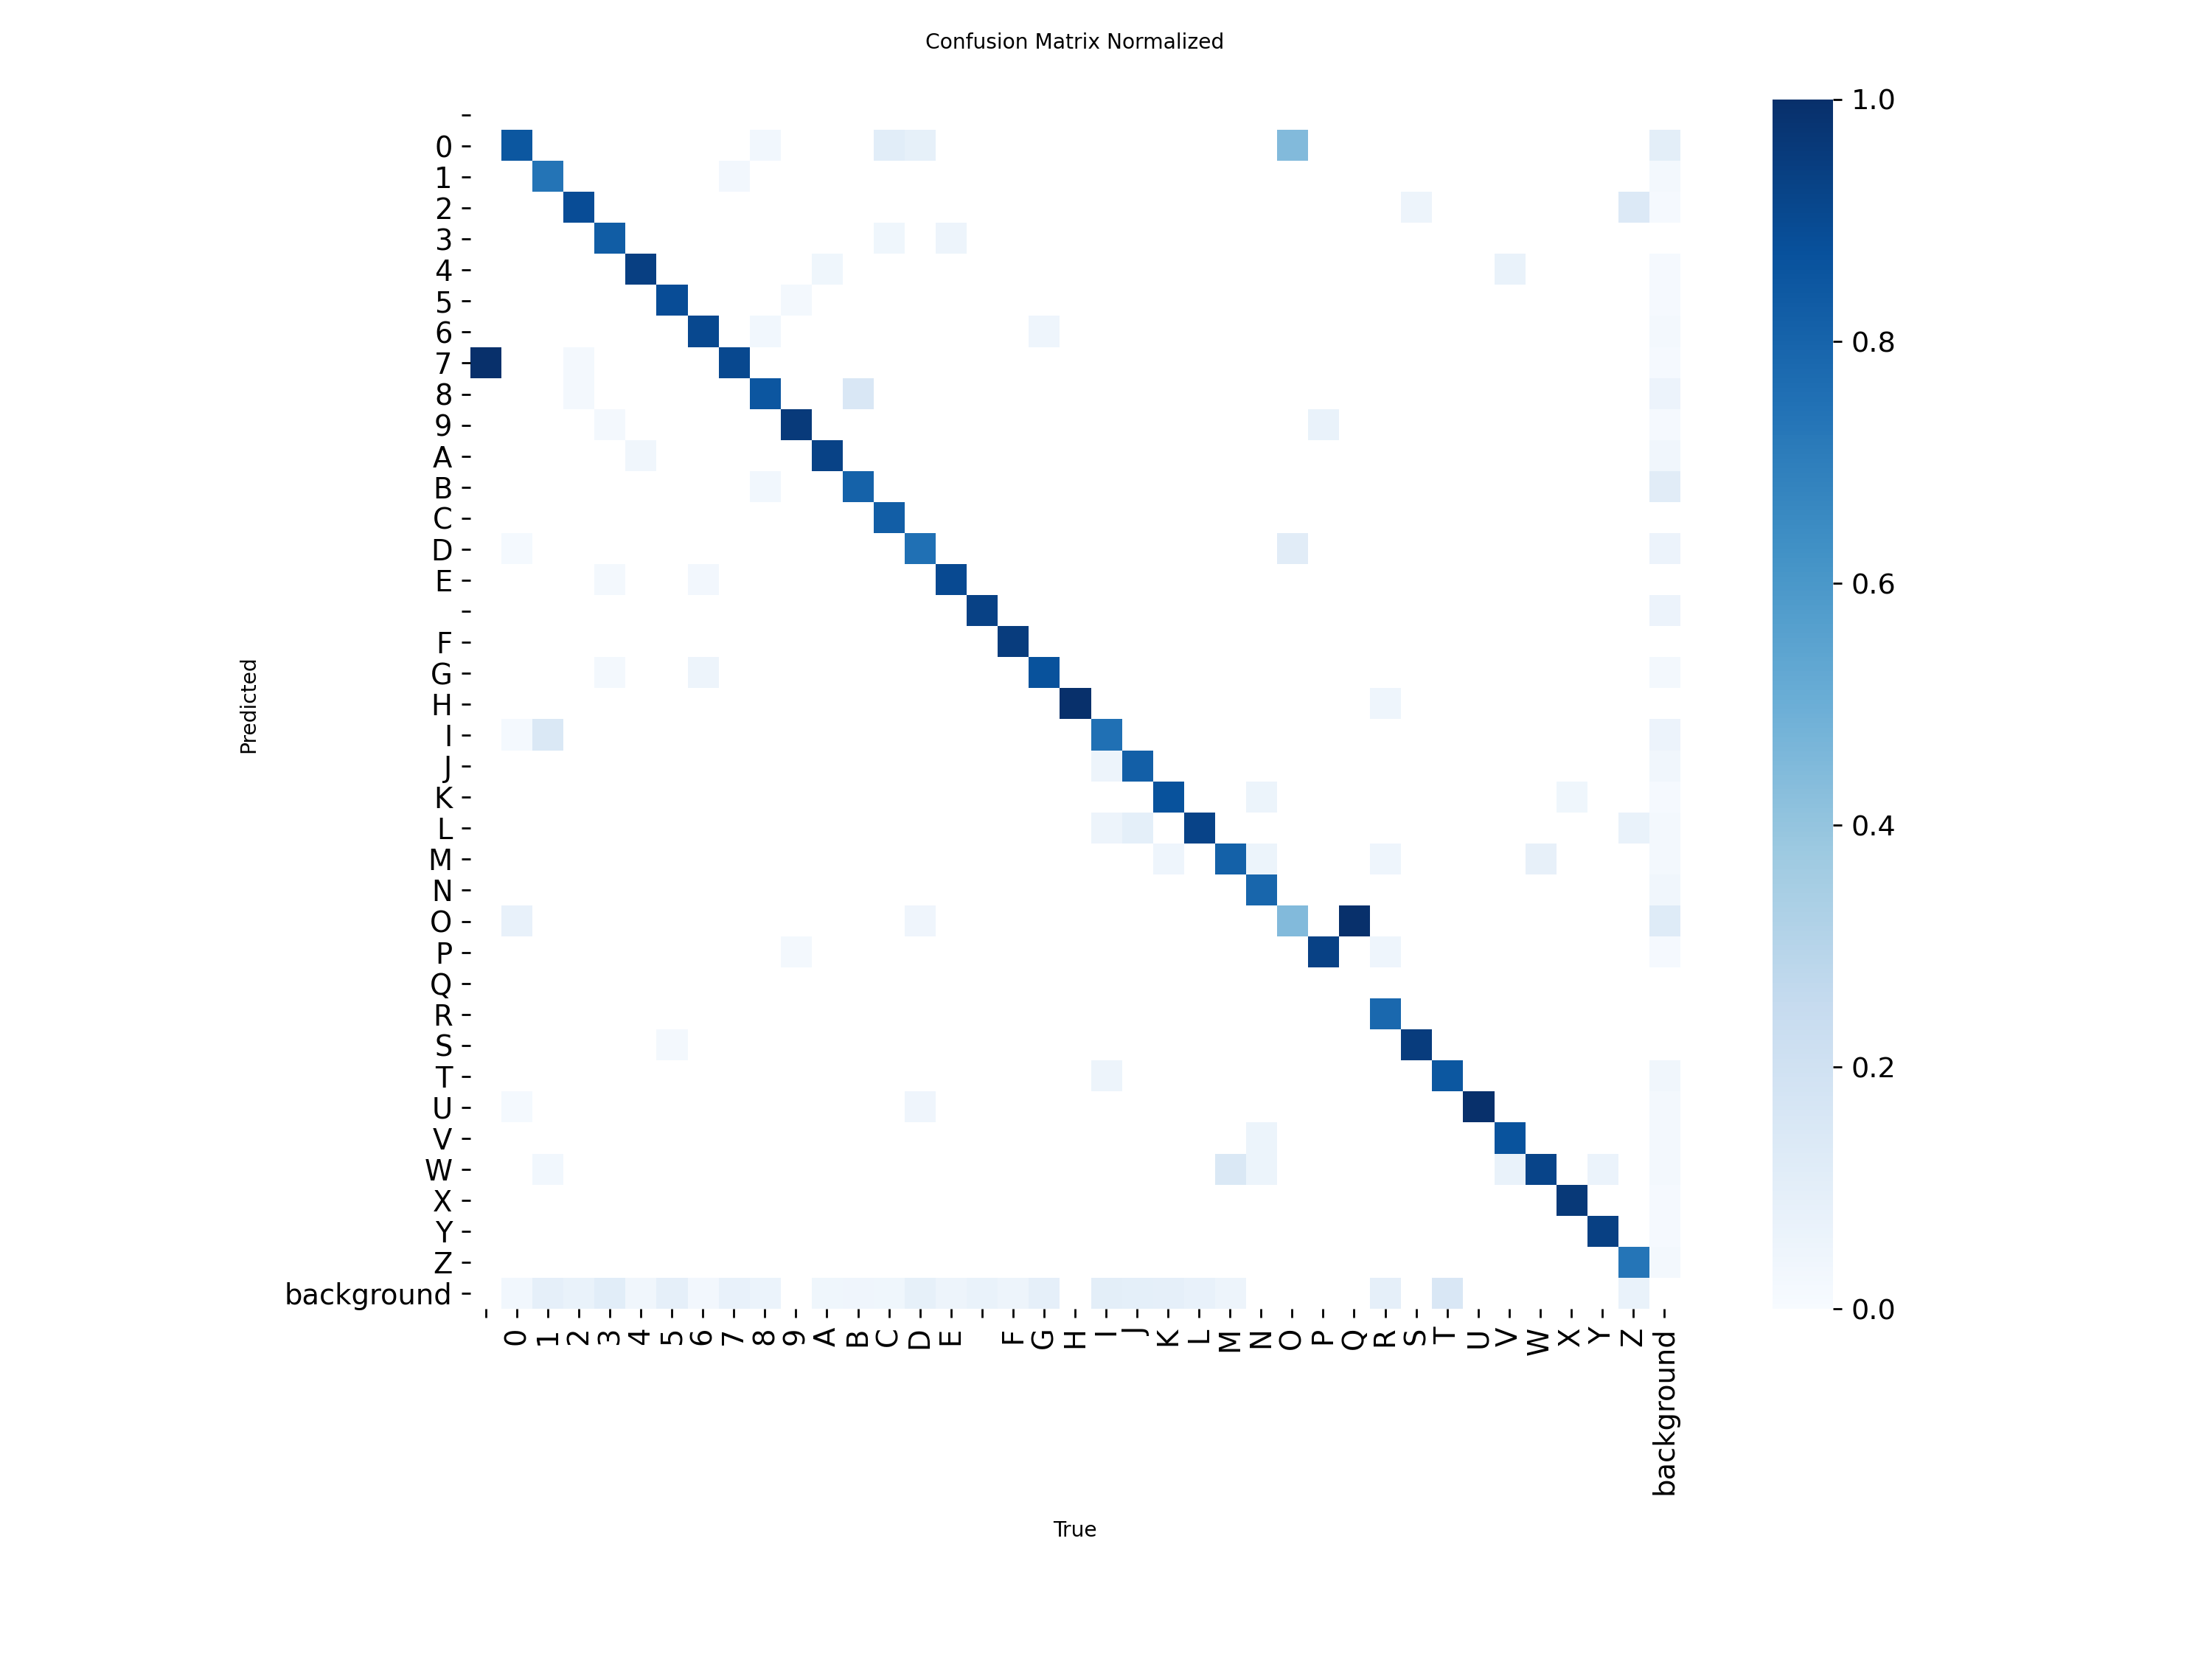 Confusion Matrix Normalized
0
1
2
3
4
5
6
7
8
9
A
B
C
D
E
F
G
H
I
J
K
L
M
N
O
P
Q
R
S
T
U
V
W
X
Y
Z
background
Predicted
0 1 2 3 4 5 6 7 8 9 A B C D E F G H I J K L M N O P Q R S T U V W X Y Z background
True
1.0
0.8
0.6
0.4
0.2
0.0